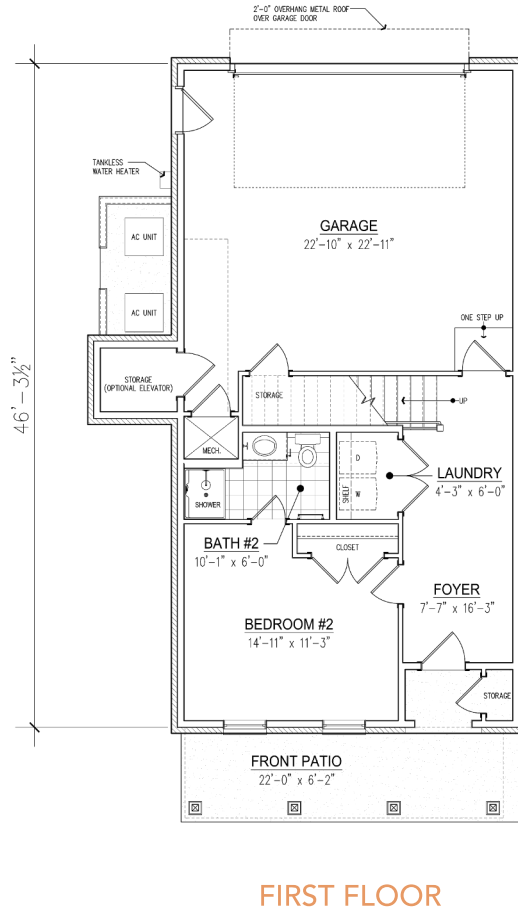 2'-0" OVERHANG METAL ROOF
OVER GARAGE DOOR
TANKLESS
WATER HEATER
AC UNIT
AC UNIT
GARAGE
22'-10" x 22'-11"
ONE STEP UP
46'-3½"
STORAGE
(OPTIONAL ELEVATOR)
STORAGE
UP
MECH.
D
W
SHELF
LAUNDRY
4'-3" x 6'-0"
SHOWER
BATH #2
10'-1" x 6'-0"
CLOSET
FOYER
7'-7" x 16'-3"
BEDROOM #2
14'-11" x 11'-3"
STORAGE
FRONT PATIO
22'-0" x 6'-2"
FIRST FLOOR